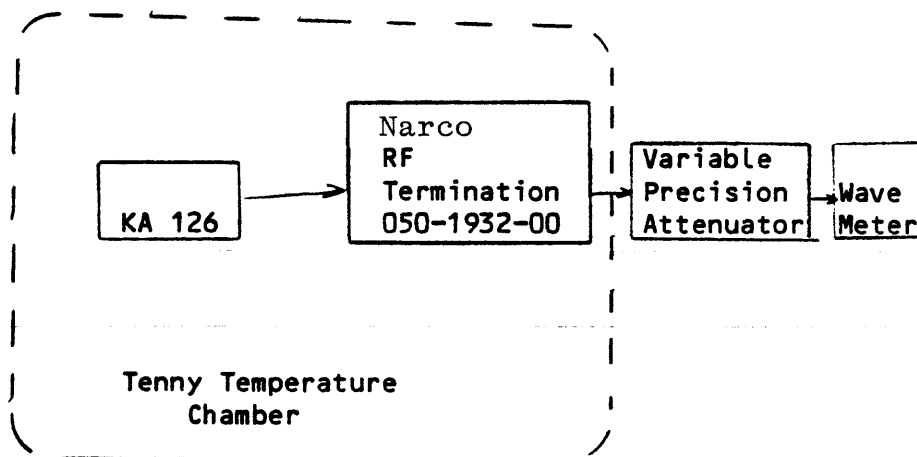 Narco
RF
Termination
050-1932-00
KA 126
Variable
Precision
Attenuator
Wave
Meter
Tenny Temperature
Chamber